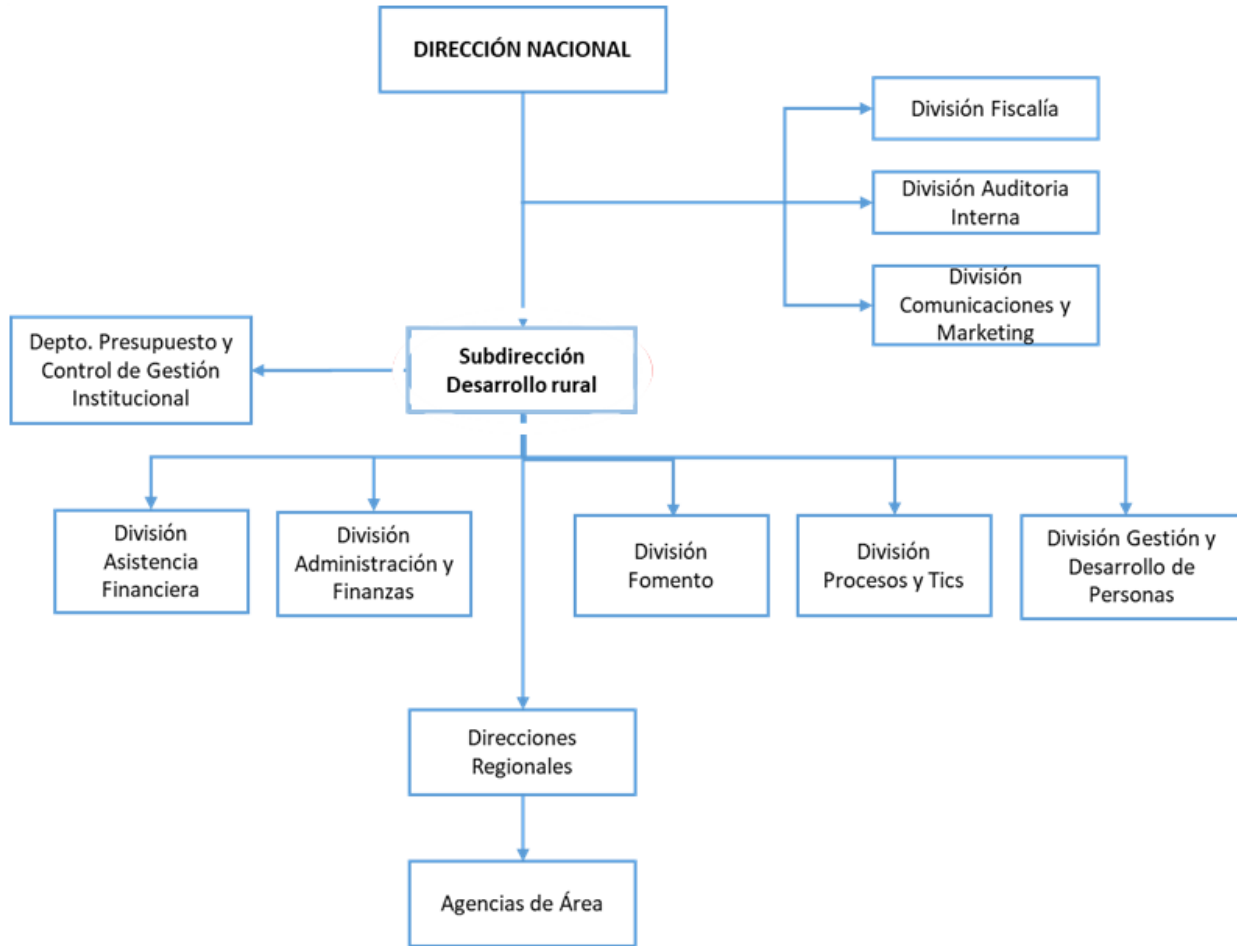 DIRECCIÓN NACIONAL
División Fiscalía
División Auditoria
Interna
División
Comunicaciones y
Marketing
Depto. Presupuesto y
Control de Gestión
Institucional
Subdirección
Desarrollo rural
División
Asistencia
Financiera
División
Administración y
Finanzas
División
Fomento
División
Procesos y Tics
División Gestión y
Desarrollo de
Personas
Direcciones
Regionales
Agencias de Área